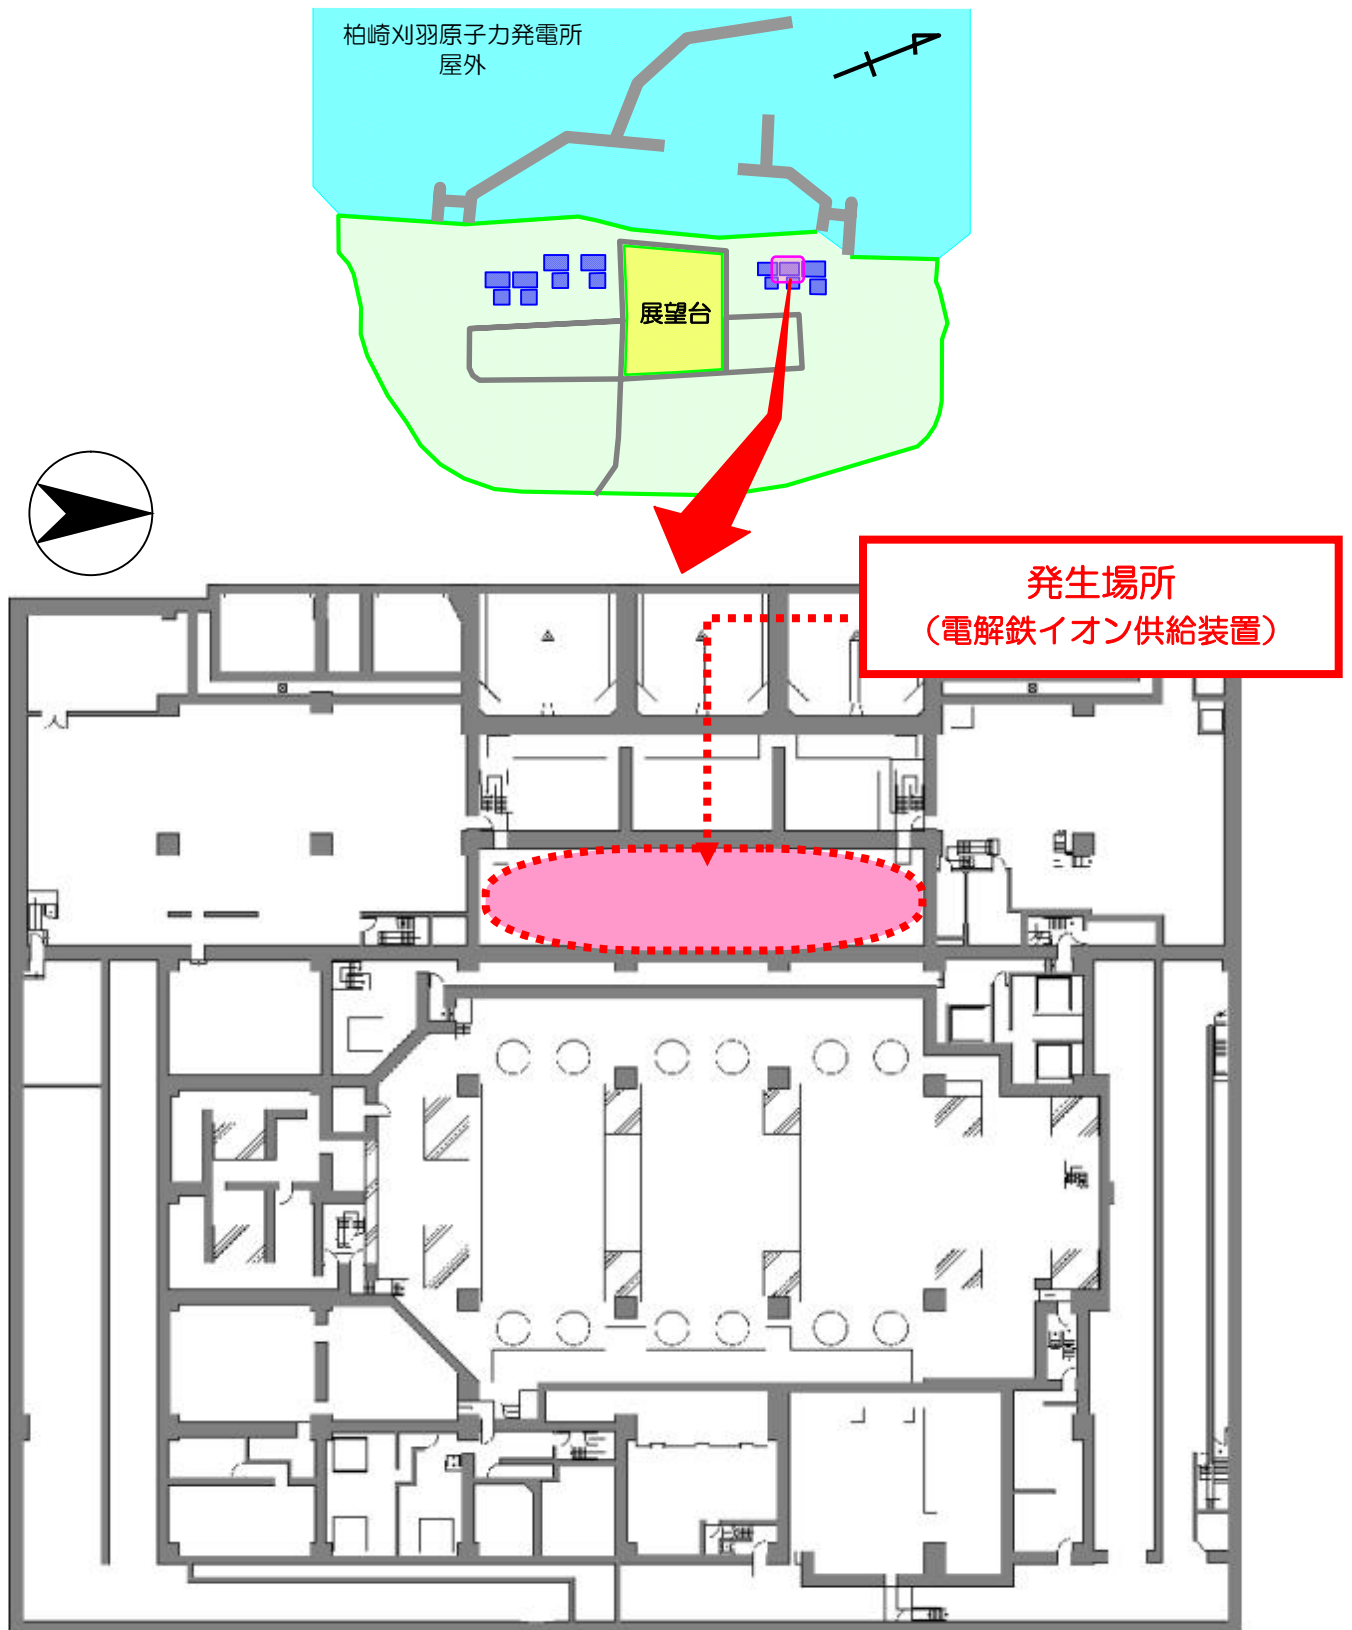 柏崎刈羽原子力発電所
屋外
展望台
発生場所
（電解鉄イオン供給装置）